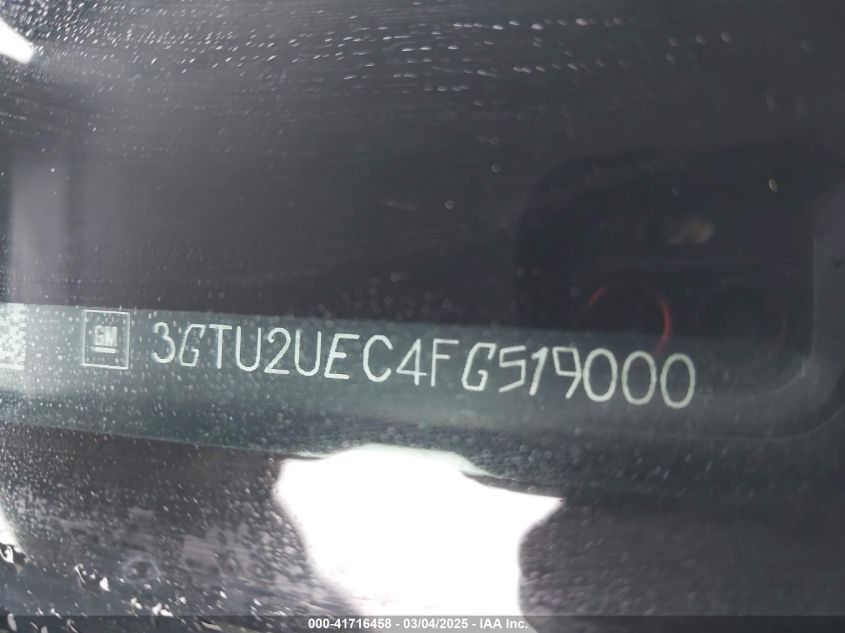 GM 3GTU2UEC4FG519000
000-41716458 - 03/04/2025 - IAA Inc.